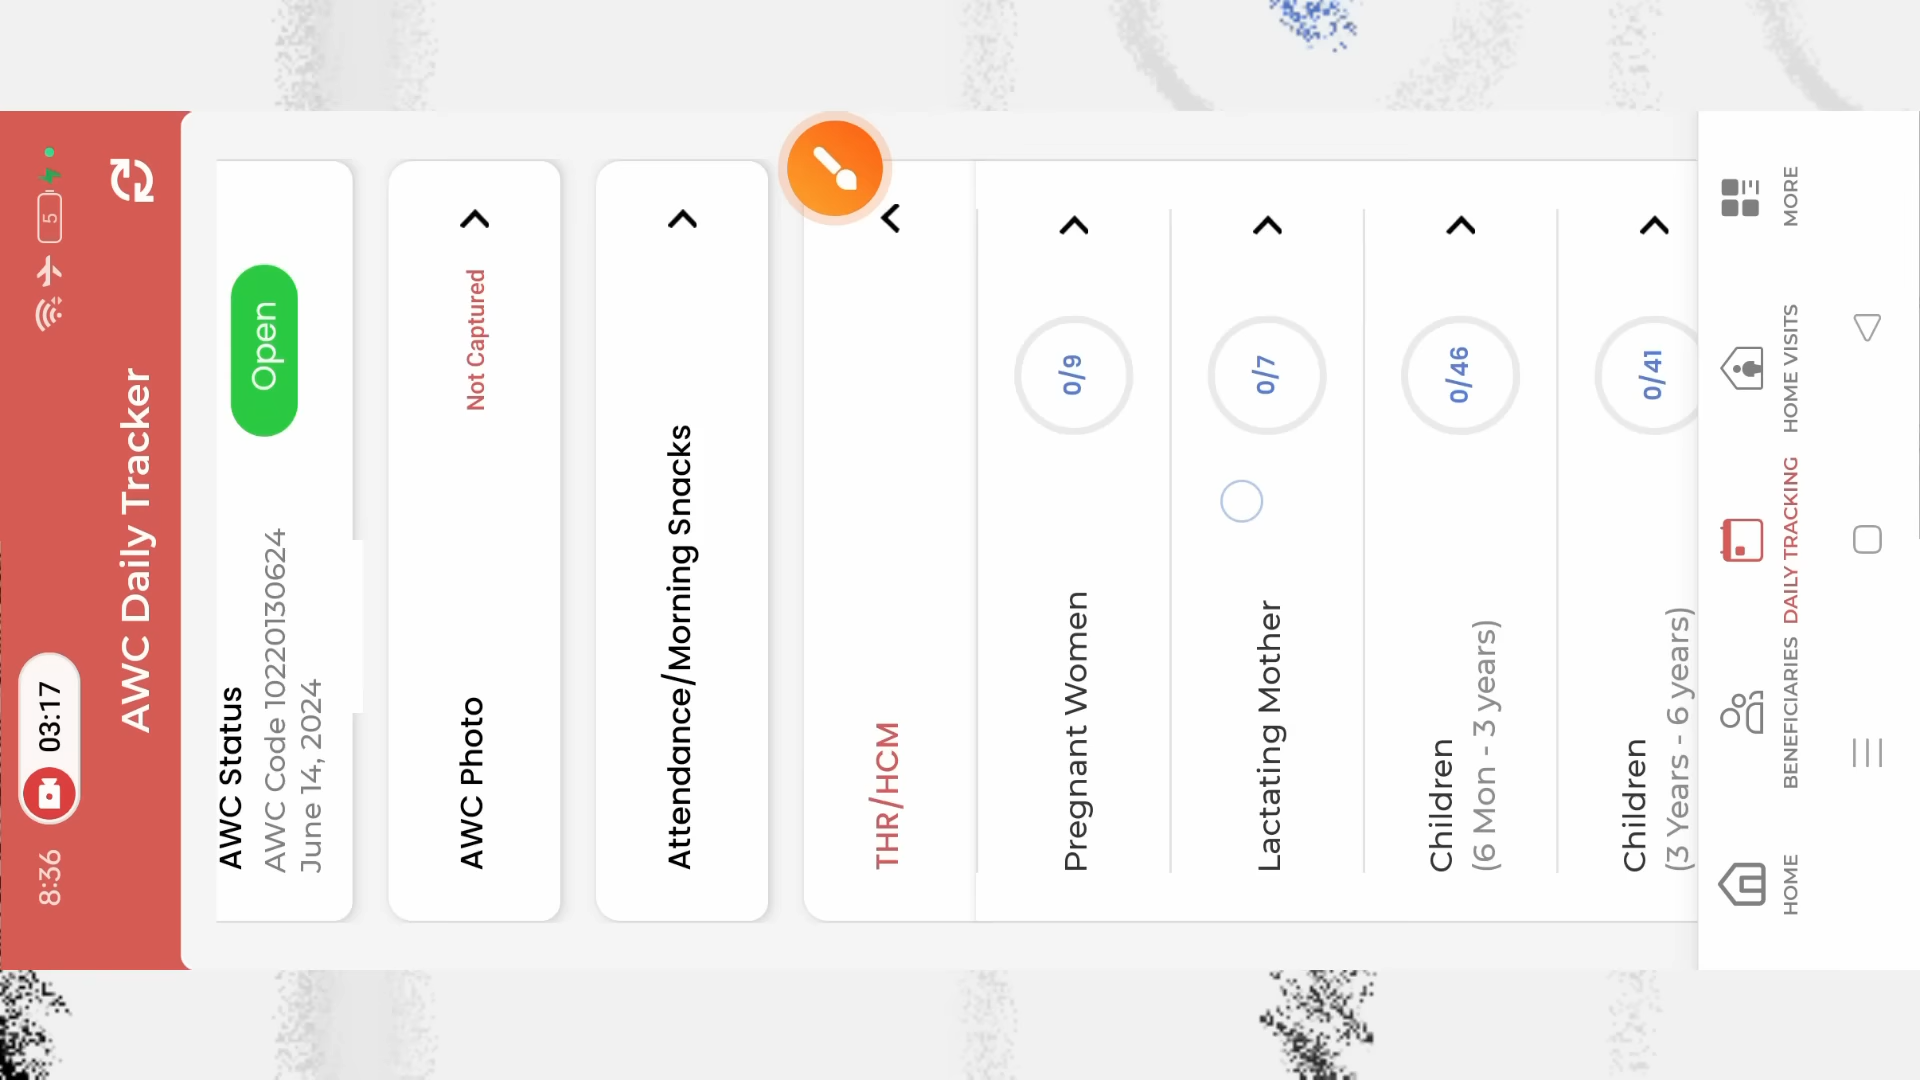 8:36
03:17
5
AWC Daily Tracker
AWC Status
AWC Code 10220130624
June 14, 2024
Open
AWC Photo
Not Captured
Attendance/Morning Snacks
THR/HCM
Pregnant Women
0/9
Lactating Mother
0/7
Children
(6 Mon - 3 years)
0/46
Children
(3 Years - 6 years)
0/41
HOME
BENEFICIARIES
DAILY TRACKING
HOME VISITS
MORE